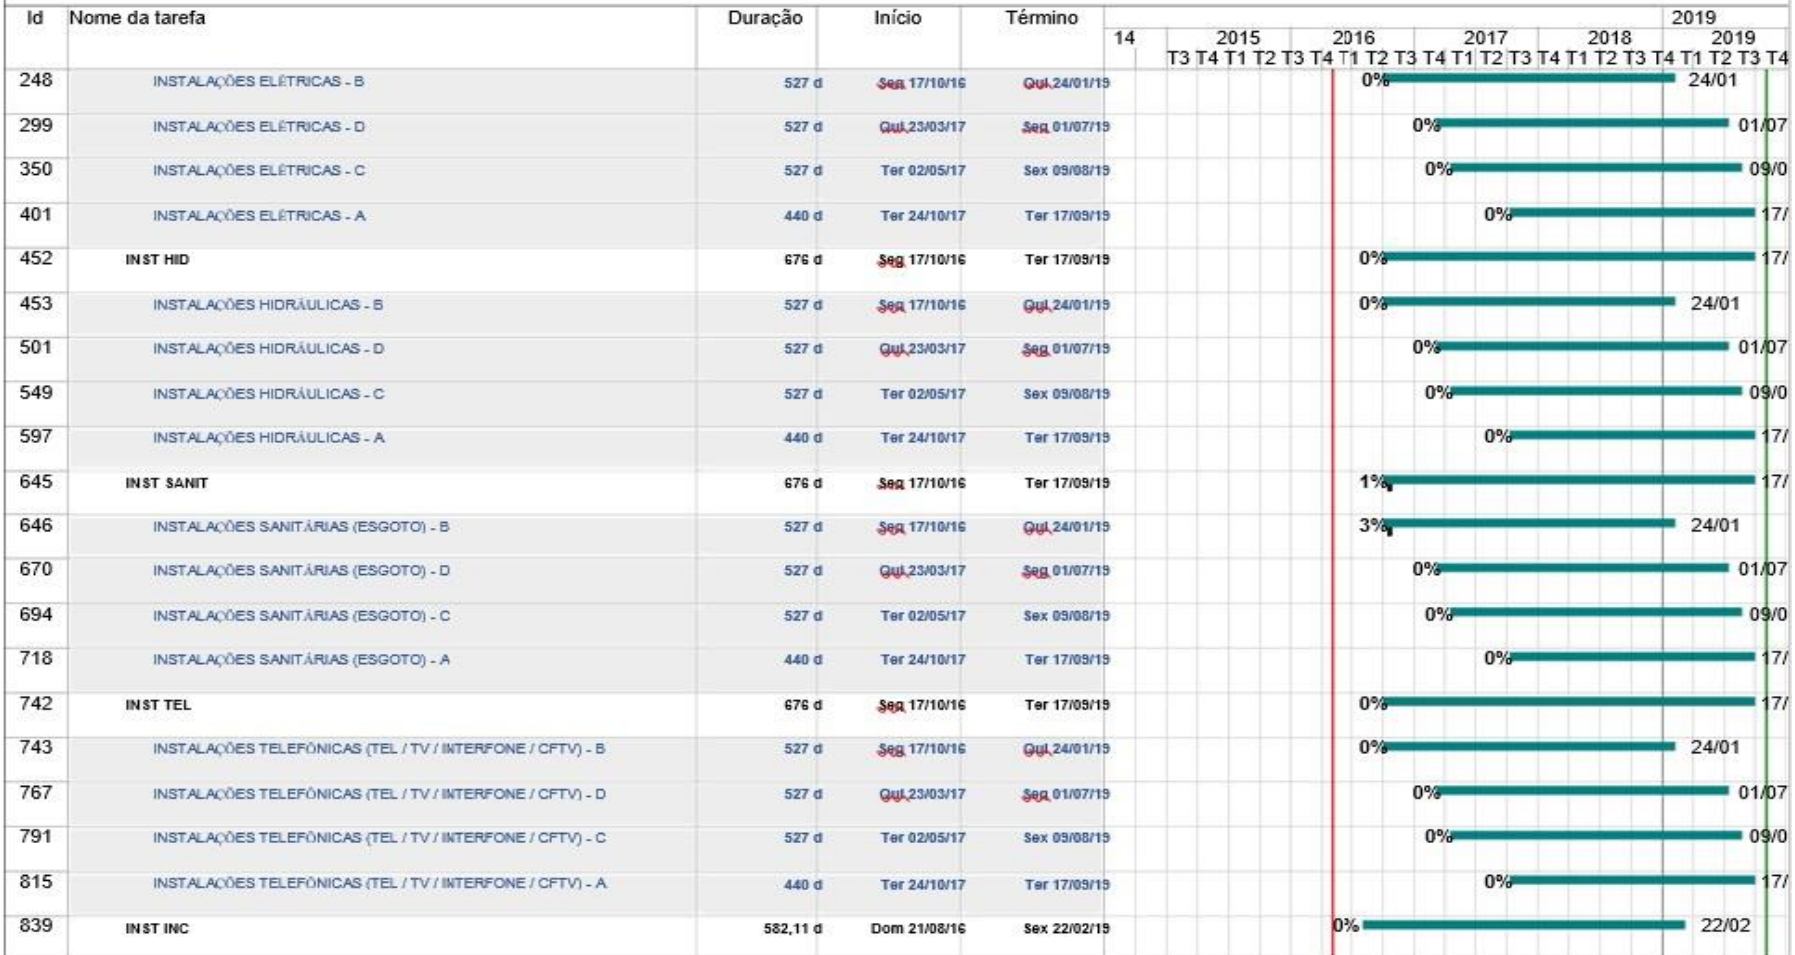 Id Nome da tarefa Duração Início Término 2019
14 2015 2016 2017 2018 2019
T3 T4 T1 T2 T3 T4 T1 T2 T3 T4 T1 T2 T3 T4 T1 T2 T3 T4 T1 T2 T3 T4
248 INSTALAÇÕES ELÉTRICAS - B 527 d Seg 17/10/16 Qui 24/01/19 0% 24/01
299 INSTALAÇÕES ELÉTRICAS - D 527 d Qui 23/03/17 Seg 01/07/19 0% 01/07
350 INSTALAÇÕES ELÉTRICAS - C 527 d Ter 02/05/17 Sex 09/08/19 0% 09/0
401 INSTALAÇÕES ELÉTRICAS - A 440 d Ter 24/10/17 Ter 17/09/19 0% 17/
452 INST HID 676 d Seg 17/10/16 Ter 17/09/19 0% 17/
453 INSTALAÇÕES HIDRÁULICAS - B 527 d Seg 17/10/16 Qui 24/01/19 0% 24/01
501 INSTALAÇÕES HIDRÁULICAS - D 527 d Qui 23/03/17 Seg 01/07/19 0% 01/07
549 INSTALAÇÕES HIDRÁULICAS - C 527 d Ter 02/05/17 Sex 09/08/19 0% 09/0
597 INSTALAÇÕES HIDRÁULICAS - A 440 d Ter 24/10/17 Ter 17/09/19 0% 17/
645 INST SANIT 676 d Seg 17/10/16 Ter 17/09/19 1% 17/
646 INSTALAÇÕES SANITÁRIAS (ESGOTO) - B 527 d Seg 17/10/16 Qui 24/01/19 3% 24/01
670 INSTALAÇÕES SANITÁRIAS (ESGOTO) - D 527 d Qui 23/03/17 Seg 01/07/19 0% 01/07
694 INSTALAÇÕES SANITÁRIAS (ESGOTO) - C 527 d Ter 02/05/17 Sex 09/08/19 0% 09/0
718 INSTALAÇÕES SANITÁRIAS (ESGOTO) - A 440 d Ter 24/10/17 Ter 17/09/19 0% 17/
742 INST TEL 676 d Seg 17/10/16 Ter 17/09/19 0% 17/
743 INSTALAÇÕES TELEFÔNICAS (TEL / TV / INTERFONE / CFTV) - B 527 d Seg 17/10/16 Qui 24/01/19 0% 24/01
767 INSTALAÇÕES TELEFÔNICAS (TEL / TV / INTERFONE / CFTV) - D 527 d Qui 23/03/17 Seg 01/07/19 0% 01/07
791 INSTALAÇÕES TELEFÔNICAS (TEL / TV / INTERFONE / CFTV) - C 527 d Ter 02/05/17 Sex 09/08/19 0% 09/0
815 INSTALAÇÕES TELEFÔNICAS (TEL / TV / INTERFONE / CFTV) - A 440 d Ter 24/10/17 Ter 17/09/19 0% 17/
839 INST INC 582,11 d Dom 21/08/16 Sex 22/02/19 0% 22/02